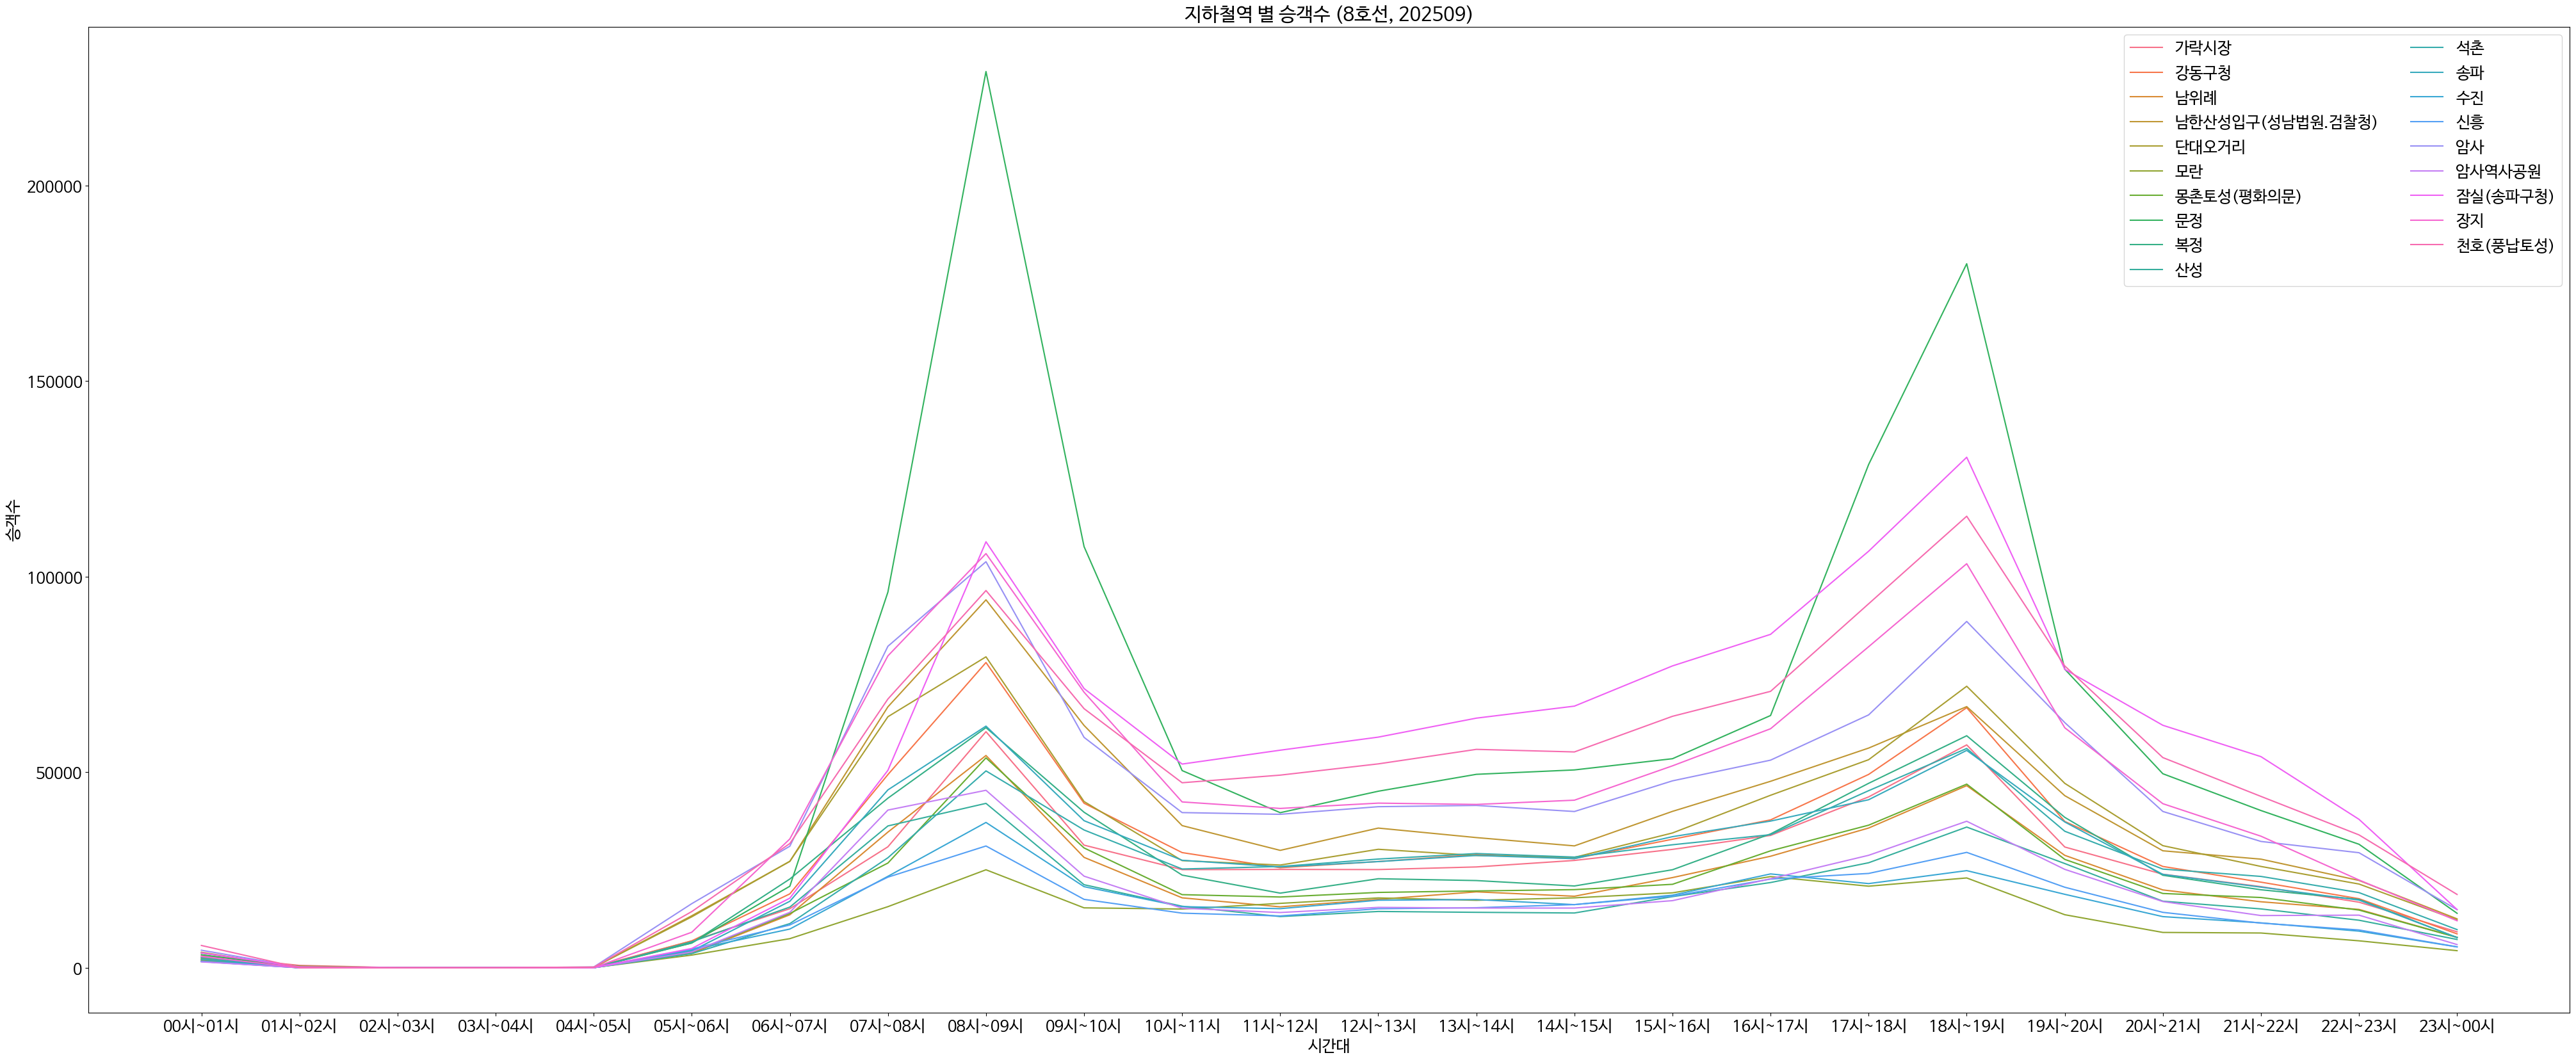 지하철역 별 승객수 (8호선, 202509)
가락시장
강동구청
남위례
남한산성입구(성남법원.검찰청)
단대오거리
모란
몽촌토성(평화의문)
문정
복정
산성
석촌
송파
수진
신흥
암사
암사역사공원
잠실(송파구청)
장지
천호(풍납토성)
200000
150000
100000
50000
0
승객수
00시~01시 01시~02시 02시~03시 03시~04시 04시~05시 05시~06시 06시~07시 07시~08시 08시~09시 09시~10시 10시~11시 11시~12시 12시~13시 13시~14시 14시~15시 15시~16시 16시~17시 17시~18시 18시~19시 19시~20시 20시~21시 21시~22시 22시~23시 23시~00시
시간대